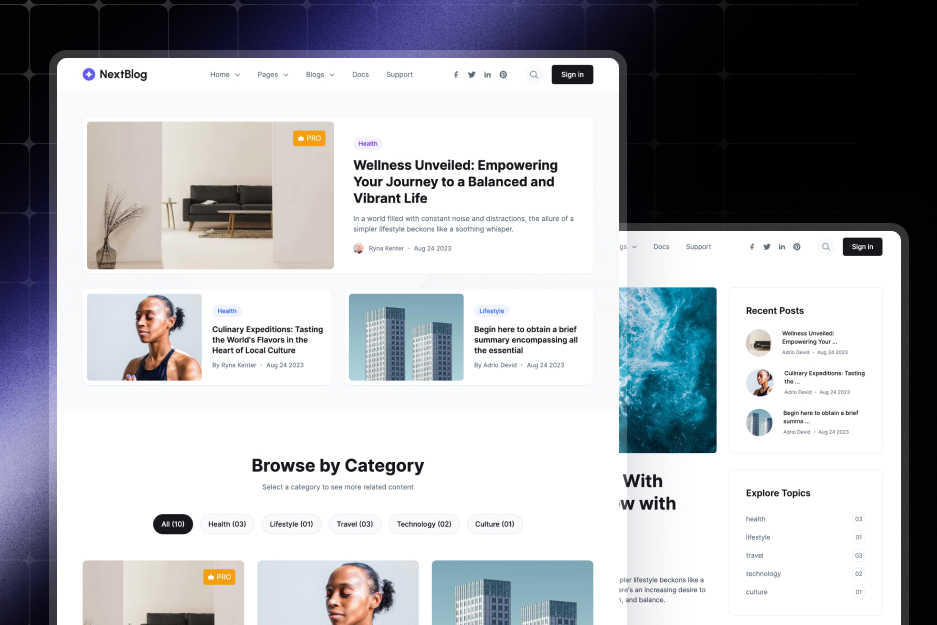 NextBlog
Home
Pages
Blogs
Docs
Support
Sign in
PRO
Health
Wellness Unveiled: Empowering
Your Journey to a Balanced and
Vibrant Life
In a world filled with constant noise and distractions, the allure of a
simpler lifestyle beckons like a soothing whisper.
Ryna Kenter • Aug 24 2023
Health
Culinary Expeditions: Tasting
the World's Flavors in the
Heart of Local Culture
By Ryna Kenter • Aug 24 2023
Lifestyle
Begin here to obtain a brief
summary encompassing all
the essential
By Adrio Devid • Aug 24 2023
Browse by Category
Select a category to see more related content
All (10)
Health (03)
Lifestyle (01)
Travel (03)
Technology (02)
Culture (01)
PRO
gs
Docs
Support
Sign in
With
w with
pler lifestyle beckons like a
ere's an increasing desire to
, and balance.
Recent Posts
Wellness Unveiled:
Empowering Your ...
Adrio Devid • Aug 24 2023
Culinary Expeditions: Tasting
the ...
Adrio Devid • Aug 24 2023
Begin here to obtain a brief
summa ...
Adrio Devid • Aug 24 2023
Explore Topics
health 03
lifestyle 01
travel 03
technology 02
culture 01